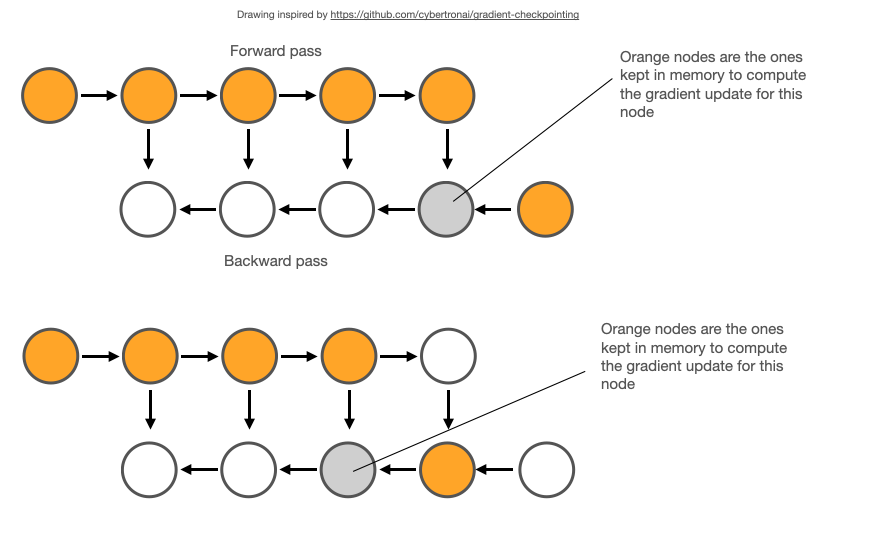 Drawing inspired by https://github.com/cybertronai/gradient-checkpointing
Forward pass
Orange nodes are the ones
kept in memory to compute
the gradient update for this
node
Backward pass
Orange nodes are the ones
kept in memory to compute
the gradient update for this
node